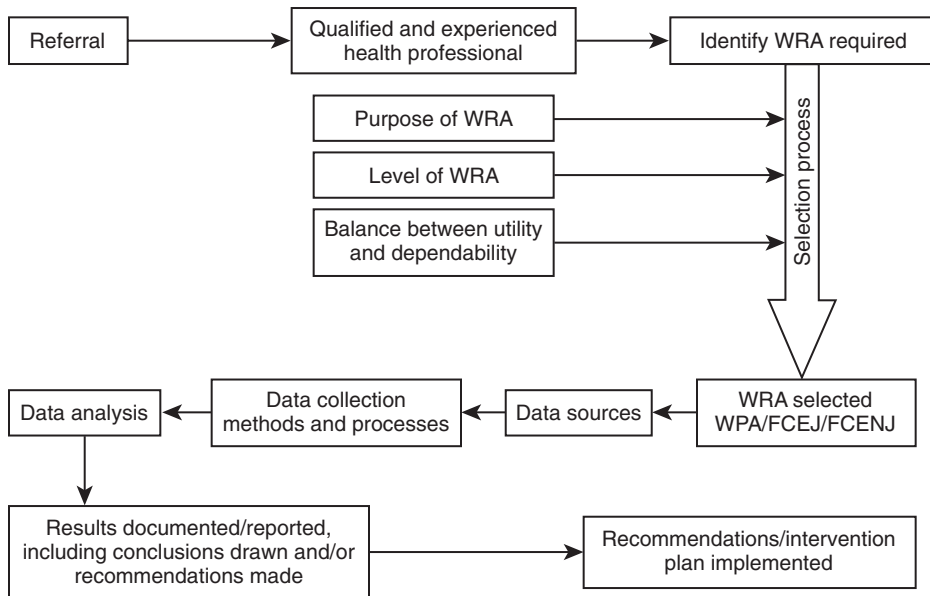 Referral
Qualified and experienced
health professional
Identify WRA required
Purpose of WRA
Level of WRA
Balance between utility
and dependability
Selection process
WRA selected
WPA/FCEJ/FCENJ
Data sources
Data collection
methods and processes
Data analysis
Results documented/reported,
including conclusions drawn and/or
recommendations made
Recommendations/intervention
plan implemented